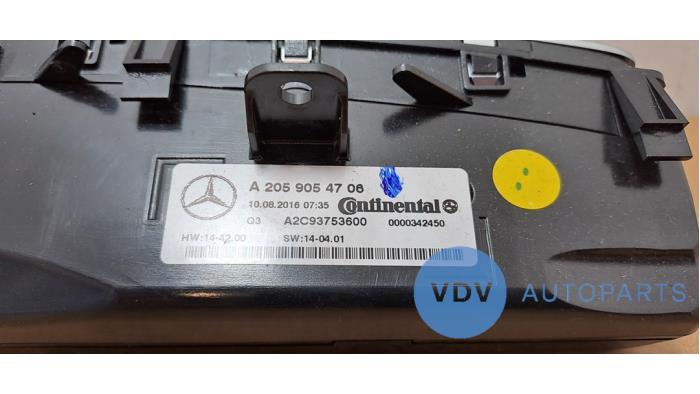 A 205 905 47 06
10.08.2016 07:35 Continental
Q3 A2C93753600 0000342450
HW:14-42.00 SW:14-04.01
VDV AUTOPARTS